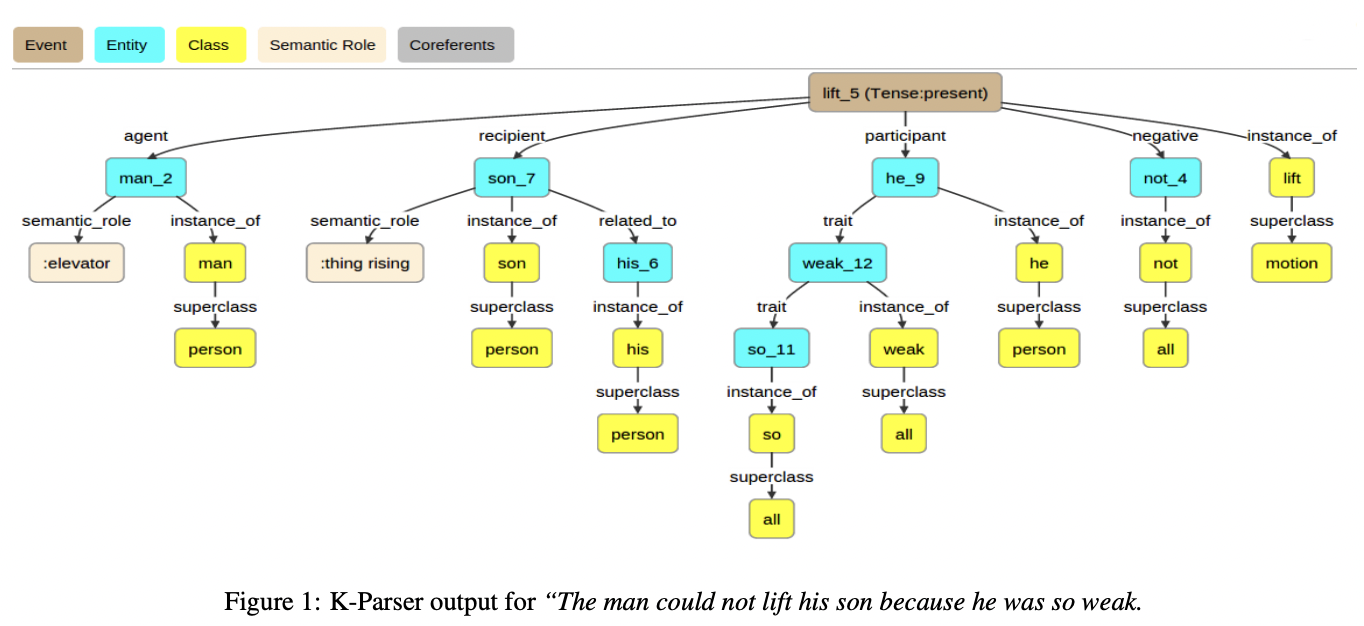 Event Entity Class Semantic Role Coreferents
lift_5 (Tense:present)
agent recipient participant negative instance_of
man_2 son_7 he_9 not_4 lift
semantic_role instance_of semantic_role instance_of related_to trait instance_of instance_of superclass
:elevator man :thing rising son his_6 weak_12 he not motion
superclass superclass instance_of trait instance_of superclass superclass
person person his so_11 weak person all
superclass instance_of superclass
person so all
superclass
all
Figure 1: K-Parser output for “The man could not lift his son because he was so weak.